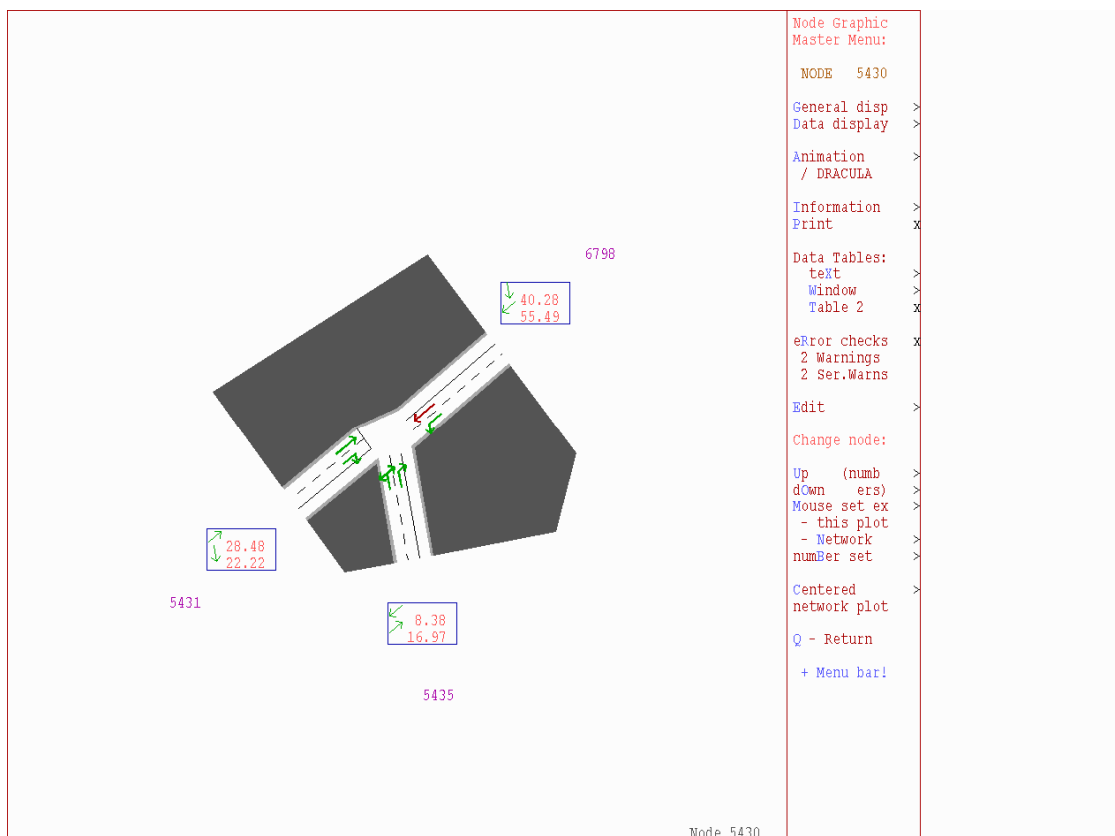 6798
40.28
55.49
28.48
22.22
5431
8.38
16.97
5435
Node 5430
Node Graphic
Master Menu:
NODE 5430
General disp >
Data display >
Animation >
/ DRACULA
Information >
Print x
Data Tables:
teXt >
Window >
Table 2 x
eRror checks x
2 Warnings
2 Ser.Warns
Edit >
Change node:
Up (numb >
dOwn ers) >
Mouse set ex >
- this plot
- Network >
numBer set >
Centered >
network plot
Q - Return
+ Menu bar!